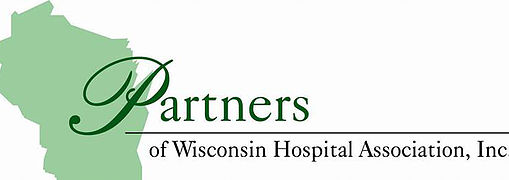 Partners
of Wisconsin Hospital Association, Inc.